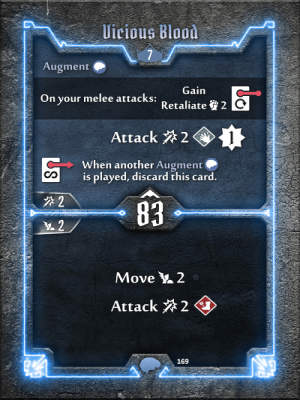 Vicious Blood
7
Augment
On your melee attacks: Gain
Retaliate 2
Attack 2 1
When another Augment
is played, discard this card.
2
83
2
Move 2
Attack 2
169